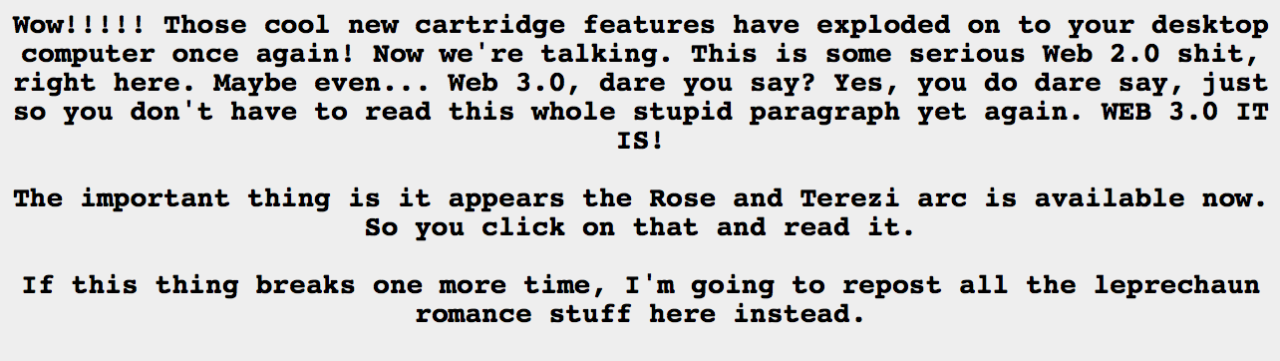 Wow!!!!! Those cool new cartridge features have exploded on to your desktop
computer once again! Now we're talking. This is some serious Web 2.0 shit,
right here. Maybe even... Web 3.0, dare you say? Yes, you do dare say, just
so you don't have to read this whole stupid paragraph yet again. WEB 3.0 IT
IS!
The important thing is it appears the Rose and Terezi arc is available now.
So you click on that and read it.
If this thing breaks one more time, I'm going to repost all the leprechaun
romance stuff here instead.